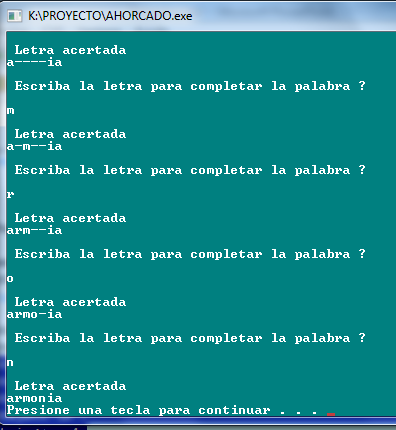 K:\PROYECTO\AHORCADO.exe
Letra acertada
a----ia
Escriba la letra para completar la palabra ?
m
Letra acertada
a-m--ia
Escriba la letra para completar la palabra ?
r
Letra acertada
arm--ia
Escriba la letra para completar la palabra ?
o
Letra acertada
armo-ia
Escriba la letra para completar la palabra ?
n
Letra acertada
armonia
Presione una tecla para continuar . . . _